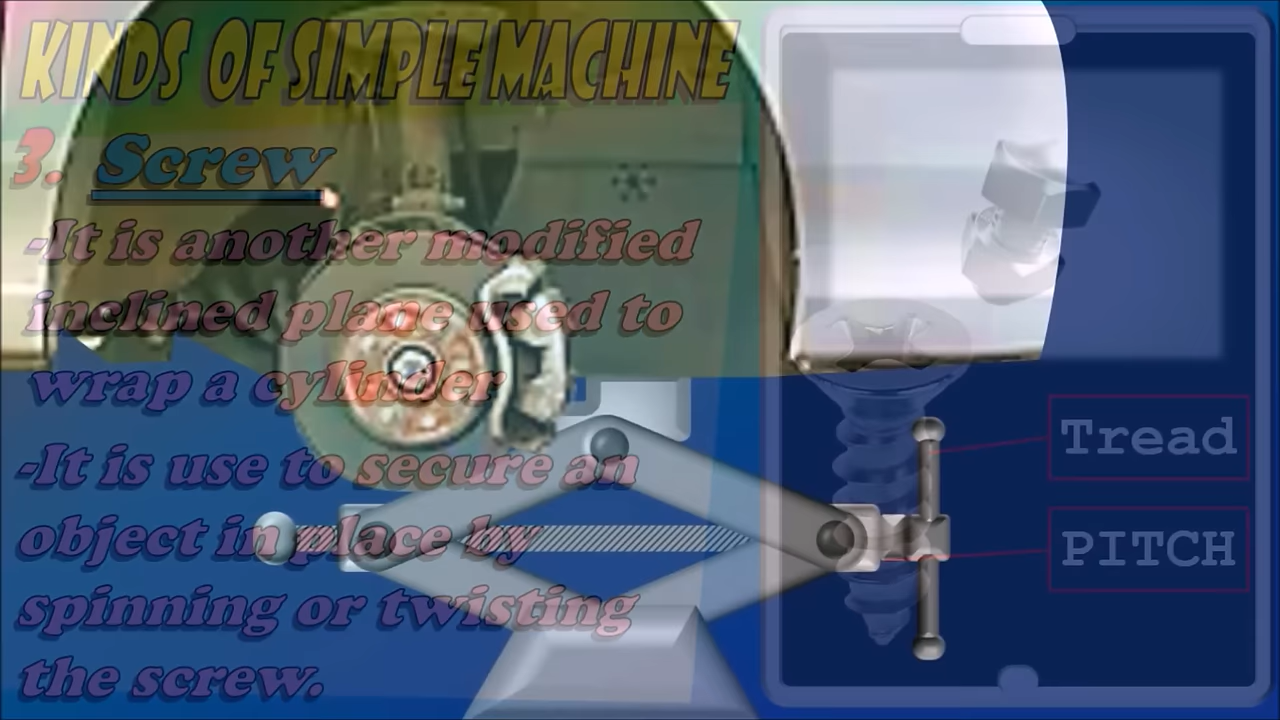 KINDS OF SIMPLE MACHINE
3. Screw
-It is another modified
inclined plane used to
wrap a cylinder
-It is use to secure an
object in place by
spinning or twisting
the screw.
Tread
PITCH